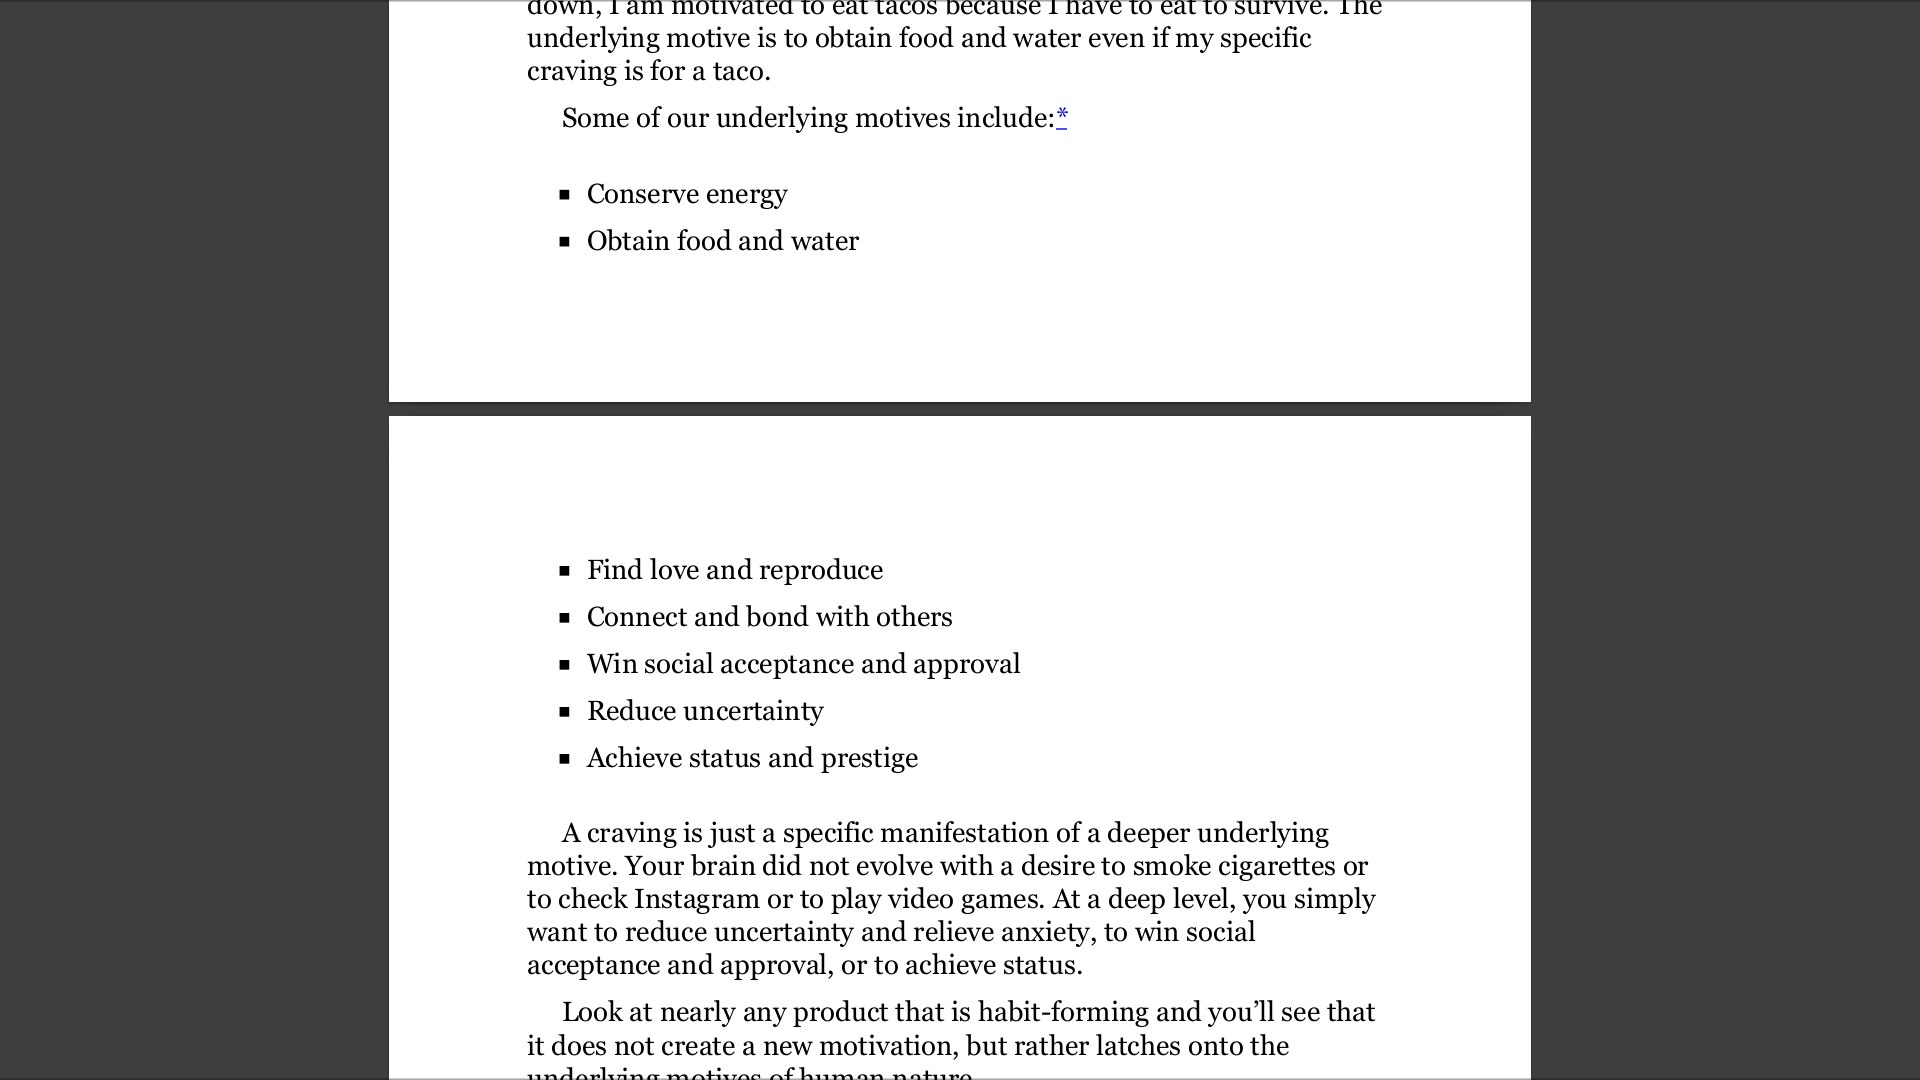 down, I am motivated to eat tacos because I have to eat to survive. The
underlying motive is to obtain food and water even if my specific
craving is for a taco.
Some of our underlying motives include:*
▪ Conserve energy
▪ Obtain food and water
▪ Find love and reproduce
▪ Connect and bond with others
▪ Win social acceptance and approval
▪ Reduce uncertainty
▪ Achieve status and prestige
A craving is just a specific manifestation of a deeper underlying
motive. Your brain did not evolve with a desire to smoke cigarettes or
to check Instagram or to play video games. At a deep level, you simply
want to reduce uncertainty and relieve anxiety, to win social
acceptance and approval, or to achieve status.
Look at nearly any product that is habit-forming and you’ll see that
it does not create a new motivation, but rather latches onto the
underlying motives of human nature.